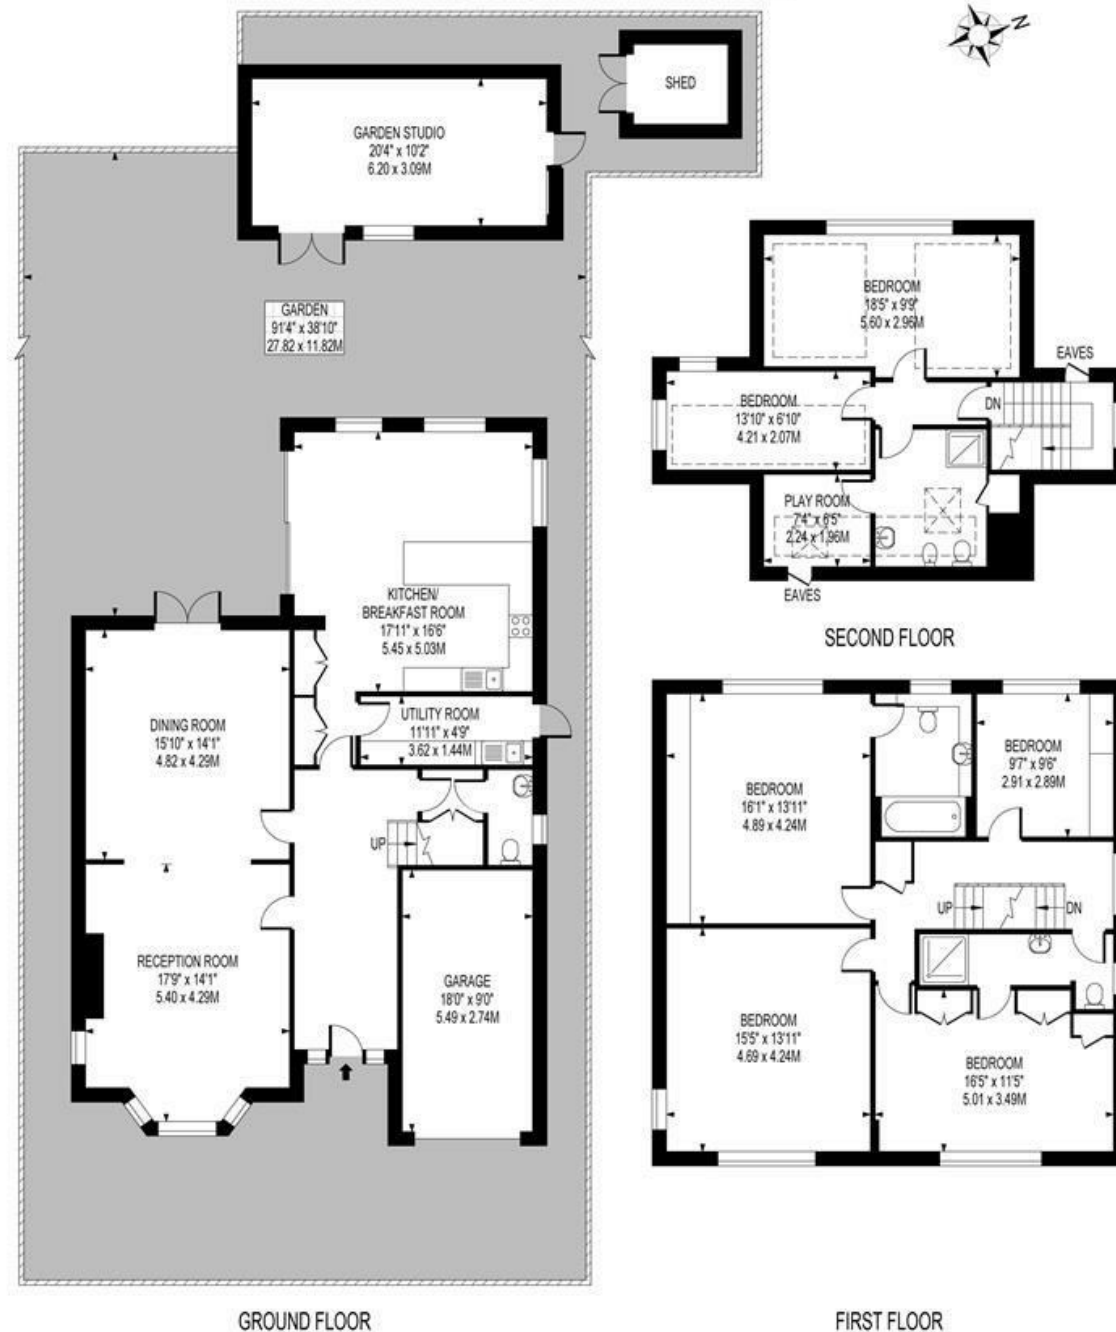 N
SHED
GARDEN STUDIO
20'4" x 10'2"
6.20 x 3.09M
GARDEN
91'4" x 38'10"
27.82 x 11.82M
KITCHEN/
BREAKFAST ROOM
17'11" x 16'6"
5.45 x 5.03M
DINING ROOM
15'10" x 14'1"
4.82 x 4.29M
UTILITY ROOM
11'11" x 4'9"
3.62 x 1.44M
UP
RECEPTION ROOM
17'9" x 14'1"
5.40 x 4.29M
GARAGE
18'0" x 9'0"
5.49 x 2.74M
GROUND FLOOR
BEDROOM
18'5" x 9'9"
5.60 x 2.96M
EAVES
BEDROOM
13'10" x 6'10"
4.21 x 2.07M
DN
PLAY ROOM
7'4" x 6'5"
2.24 x 1.96M
EAVES
SECOND FLOOR
BEDROOM
16'1" x 13'11"
4.89 x 4.24M
BEDROOM
9'7" x 9'6"
2.91 x 2.89M
UP
DN
BEDROOM
15'5" x 13'11"
4.69 x 4.24M
BEDROOM
16'5" x 11'5"
5.01 x 3.49M
FIRST FLOOR